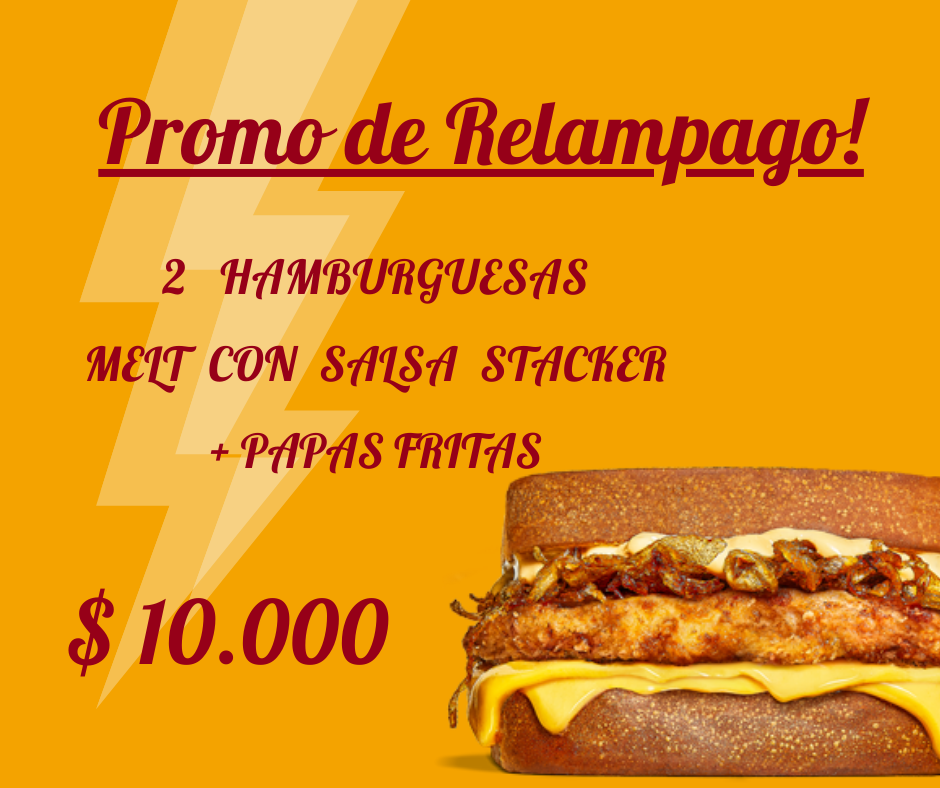 Promo de Relampago!
2 HAMBURGUESAS
MELT CON SALSA STACKER
+ PAPAS FRITAS
$ 10.000